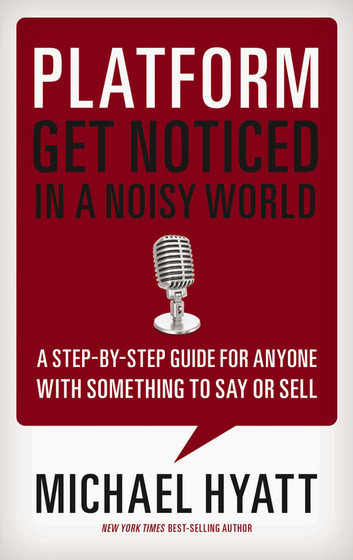 PLATFORM
GET NOTICED
IN A NOISY WORLD
A STEP-BY-STEP GUIDE FOR ANYONE
WITH SOMETHING TO SAY OR SELL
MICHAEL HYATT
NEW YORK TIMES BEST-SELLING AUTHOR